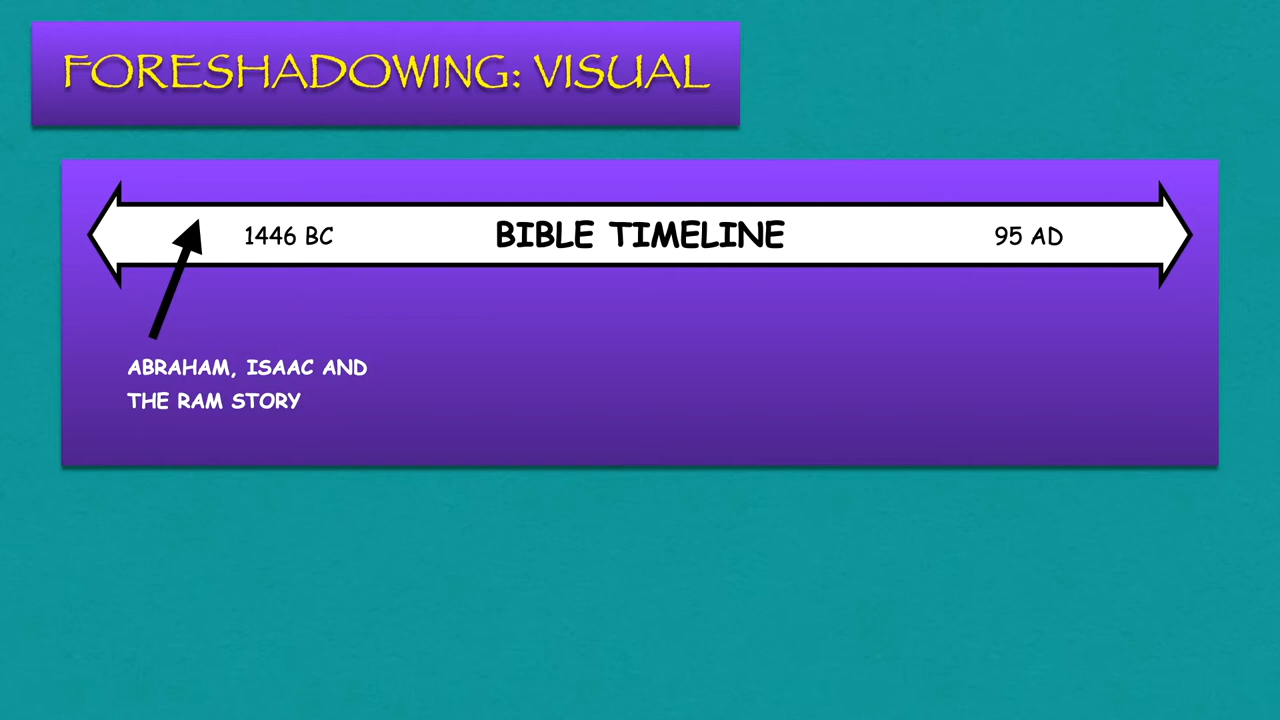 FORESHADOWING: VISUAL
1446 BC BIBLE TIMELINE 95 AD
ABRAHAM, ISAAC AND
THE RAM STORY